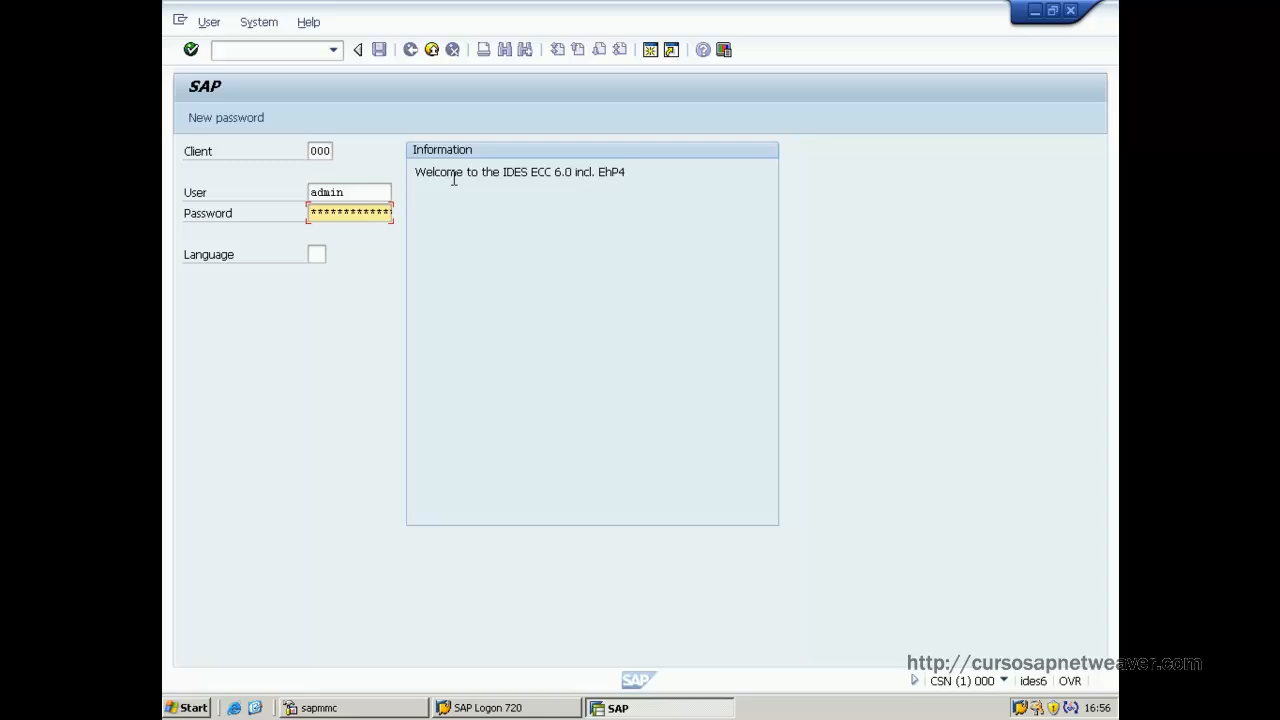 User System Help
SAP
New password
Client 000
Information
Welcome to the IDES ECC 6.0 incl. EhP4
User admin
Password ************
Language
http://cursosapnetweaver.com
SAP
CSN (1) 000 ides6 OVR
Start sapmmc SAP Logon 720 SAP 16:56